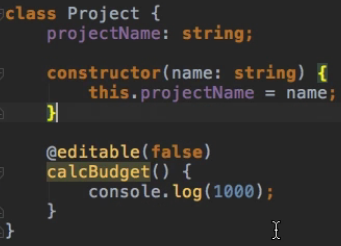 class Project {
    projectName: string;

    constructor(name: string) {
        this.projectName = name;
    }

    @editable(false)
    calcBudget() {
        console.log(1000);
    }
}